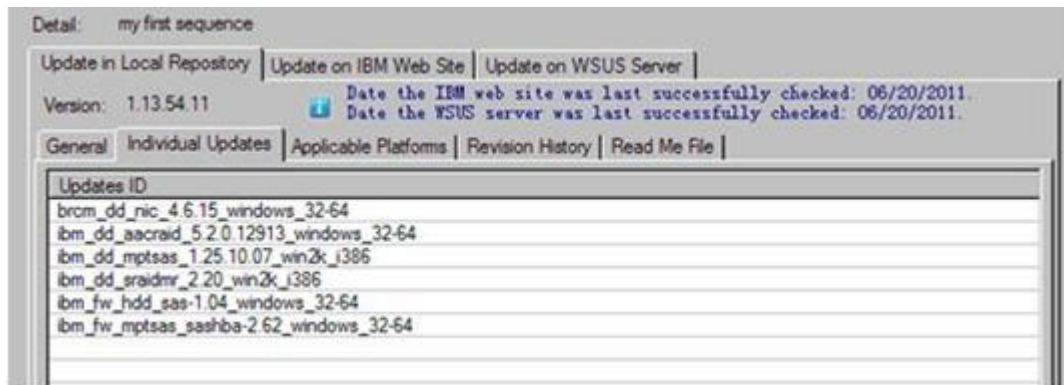 Detail: my first sequence
Update in Local Repository Update on IBM Web Site Update on WSUS Server
Version: 1.13.54.11
Date the IBM web site was last successfully checked: 06/20/2011.
Date the WSUS server was last successfully checked: 06/20/2011.
General Individual Updates Applicable Platforms Revision History Read Me File
Updates ID
brcm_dd_nic_4.6.15_windows_32-64
ibm_dd_aacraid_5.2.0.12913_windows_32-64
ibm_dd_mptsas_1.25.10.07_win2k_i386
ibm_dd_sraidmr_2.20_win2k_i386
ibm_fw_hdd_sas-1.04_windows_32-64
ibm_fw_mptsas_sashba-2.62_windows_32-64